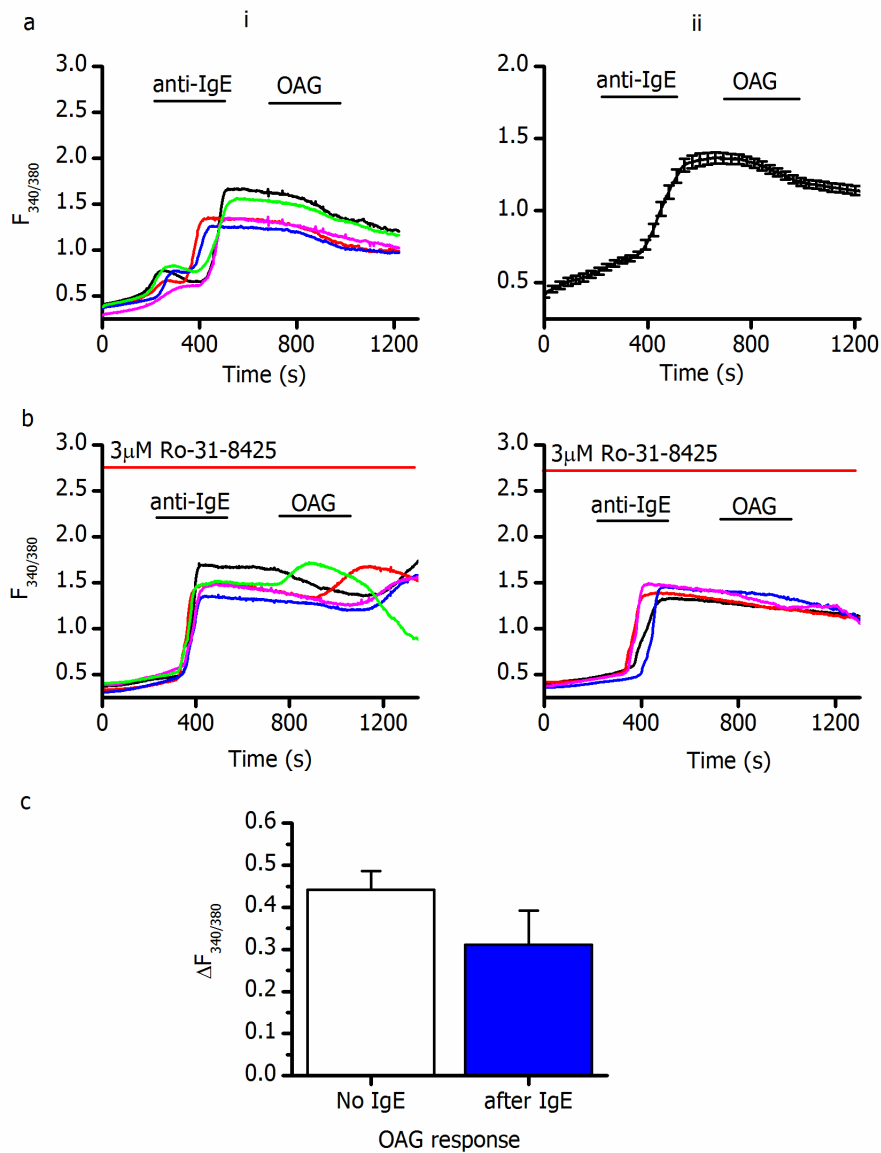 a
i
ii
anti-IgE
OAG
3.0
2.5
2.0
1.5
1.0
0.5
F 340/380
0
400
800
1200
Time (s)
anti-IgE
OAG
2.0
1.5
1.0
0.5
0
400
800
1200
Time (s)
b
3μM Ro-31-8425
anti-IgE
OAG
3.0
2.5
2.0
1.5
1.0
0.5
F 340/380
0
400
800
1200
Time (s)
3μM Ro-31-8425
anti-IgE
OAG
3.0
2.5
2.0
1.5
1.0
0.5
0
400
800
1200
Time (s)
c
0.6
0.5
0.4
0.3
0.2
0.1
0.0
ΔF 340/380
No IgE
after IgE
OAG response